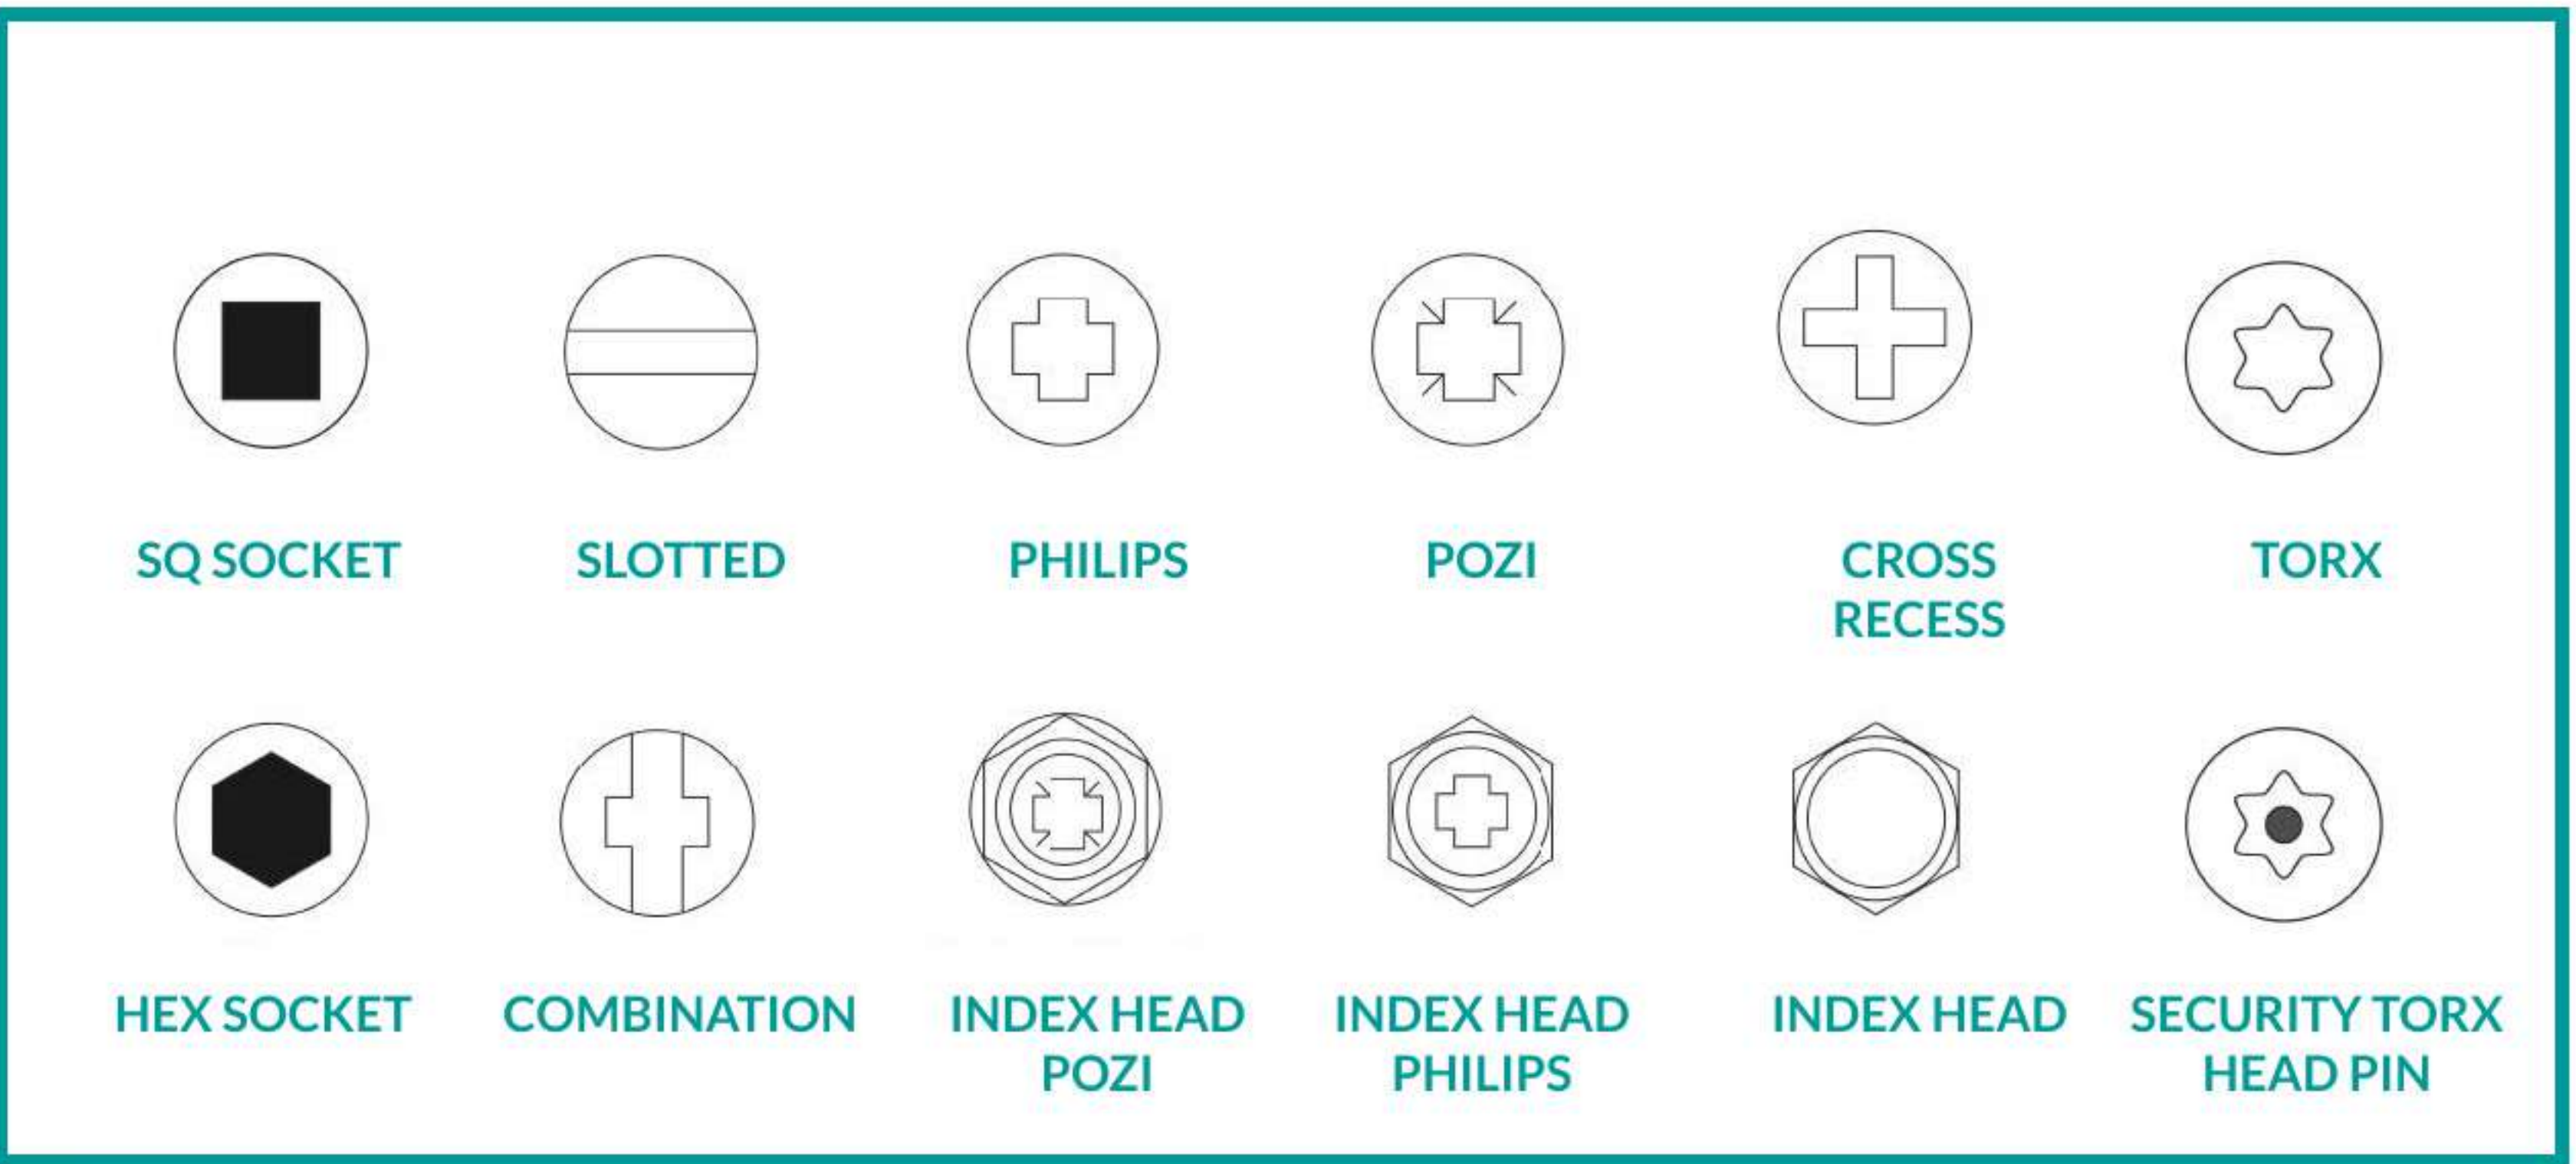 SQ SOCKET
SLOTTED
PHILIPS
POZI
CROSS
RECESS
TORX
HEX SOCKET
COMBINATION
INDEX HEAD
POZI
INDEX HEAD
PHILIPS
INDEX HEAD
SECURITY TORX
HEAD PIN